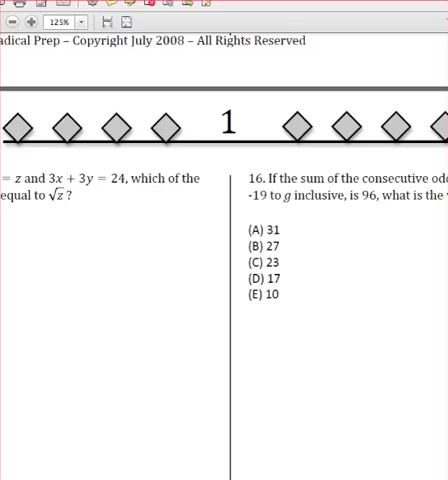 125%
adical Prep – Copyright July 2008 – All Rights Reserved
1
= z and 3x + 3y = 24, which of the
equal to √z ?
16. If the sum of the consecutive od
-19 to g inclusive, is 96, what is the
(A) 31
(B) 27
(C) 23
(D) 17
(E) 10